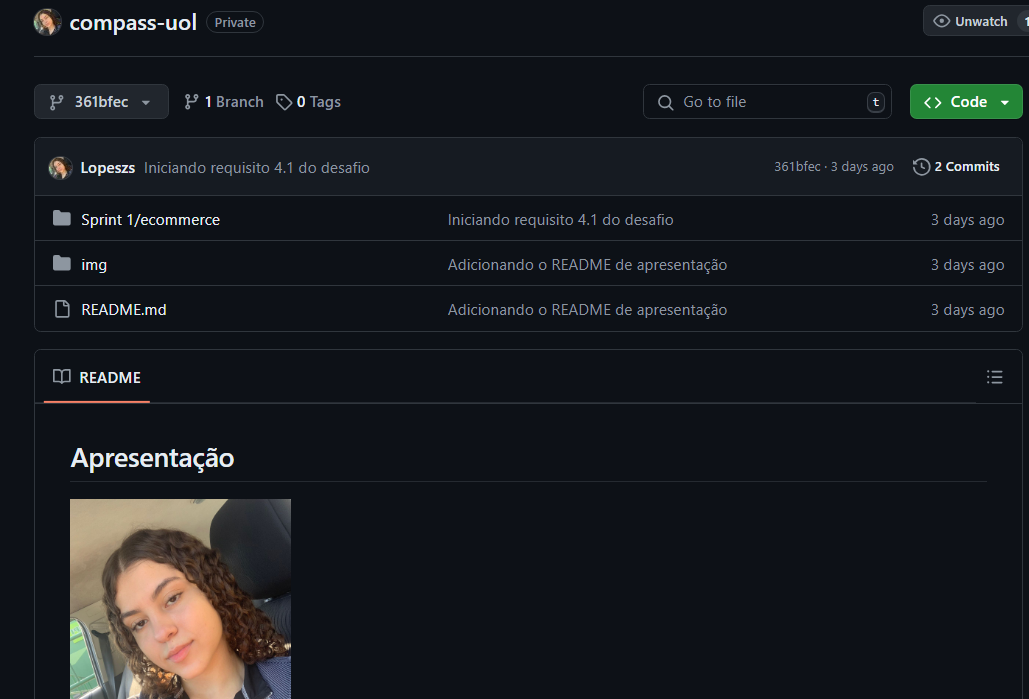 compass-uol Private Unwatch 1
361bfec 1 Branch 0 Tags Go to file t Code
Lopeszs Iniciando requisito 4.1 do desafio 361bfec · 3 days ago 2 Commits
Sprint 1/ecommerce Iniciando requisito 4.1 do desafio 3 days ago
img Adicionando o README de apresentação 3 days ago
README.md Adicionando o README de apresentação 3 days ago
README
Apresentação